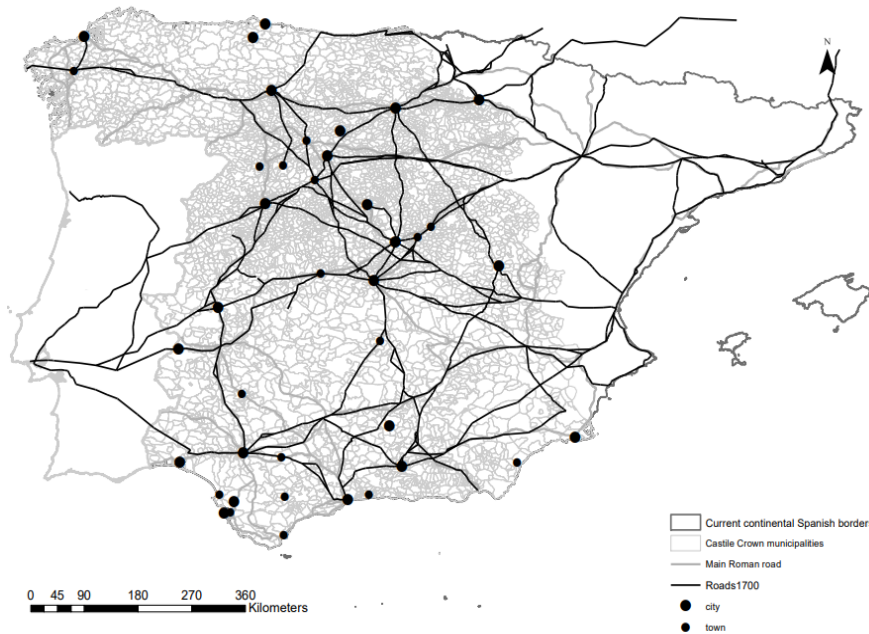 N
Current continental Spanish border
Castile Crown municipalities
Main Roman road
Roads1700
city
town
0 45 90 180 270 360
Kilometers